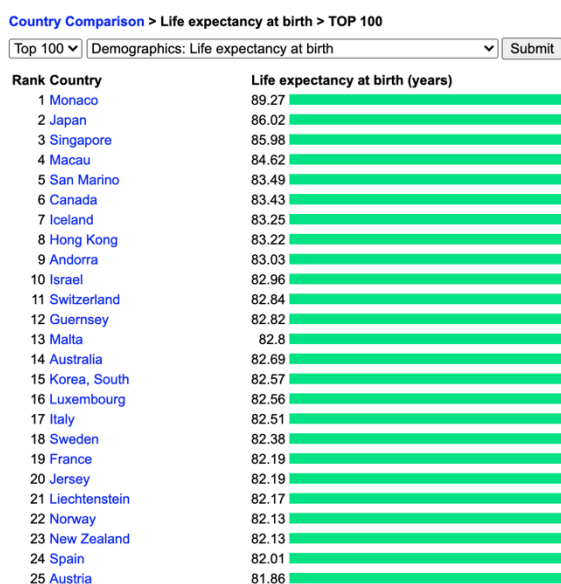 Country Comparison > Life expectancy at birth > TOP 100
Top 100 Demographics: Life expectancy at birth Submit
Rank Country Life expectancy at birth (years)
1 Monaco 89.27
2 Japan 86.02
3 Singapore 85.98
4 Macau 84.62
5 San Marino 83.49
6 Canada 83.43
7 Iceland 83.25
8 Hong Kong 83.22
9 Andorra 83.03
10 Israel 82.96
11 Switzerland 82.84
12 Guernsey 82.82
13 Malta 82.8
14 Australia 82.69
15 Korea, South 82.57
16 Luxembourg 82.56
17 Italy 82.51
18 Sweden 82.38
19 France 82.19
20 Jersey 82.19
21 Liechtenstein 82.17
22 Norway 82.13
23 New Zealand 82.13
24 Spain 82.01
25 Austria 81.86